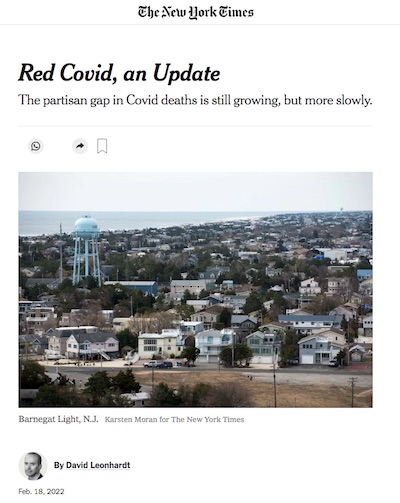 The New York Times
Red Covid, an Update
The partisan gap in Covid deaths is still growing, but more slowly.
Barnegat Light, N.J. Karsten Moran for The New York Times
By David Leonhardt
Feb. 18, 2022